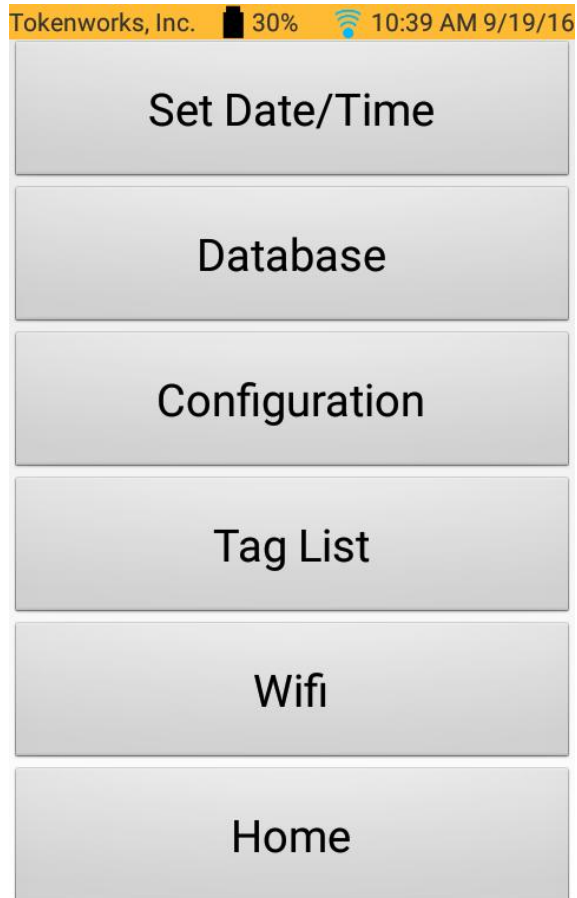 Tokenworks, Inc. 30% 10:39 AM 9/19/16
Set Date/Time
Database
Configuration
Tag List
Wifi
Home